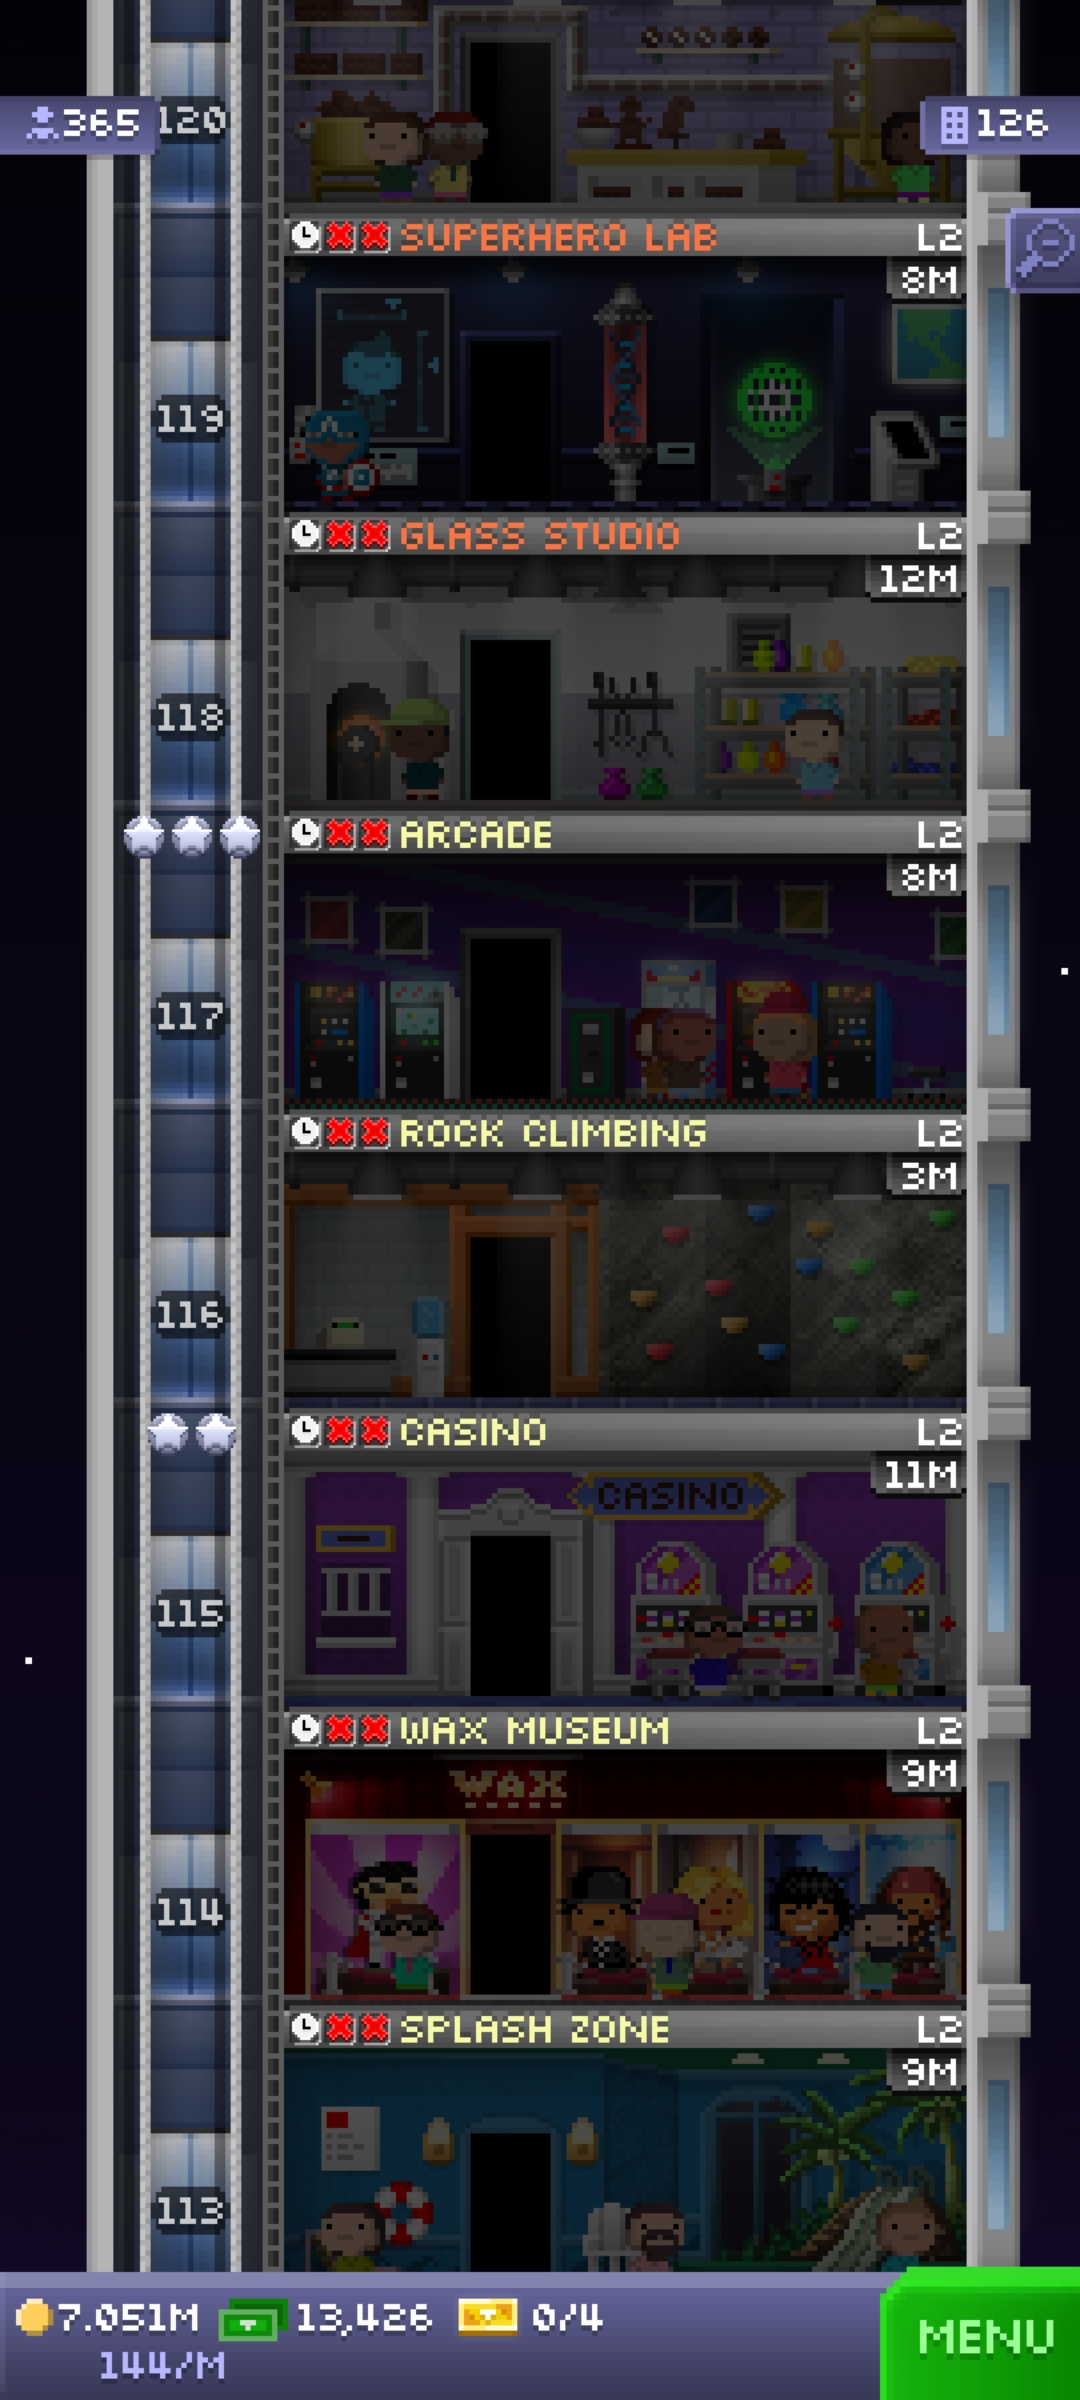 365
120
126
SUPERHERO LAB L2
8M
119
GLASS STUDIO L2
12M
118
ARCADE L2
8M
117
ROCK CLIMBING L2
3M
116
CASINO L2
11M
CASINO
115
WAX MUSEUM L2
9M
WAX
114
SPLASH ZONE L2
9M
113
7.051M 13,426 0/4
144/M
MENU